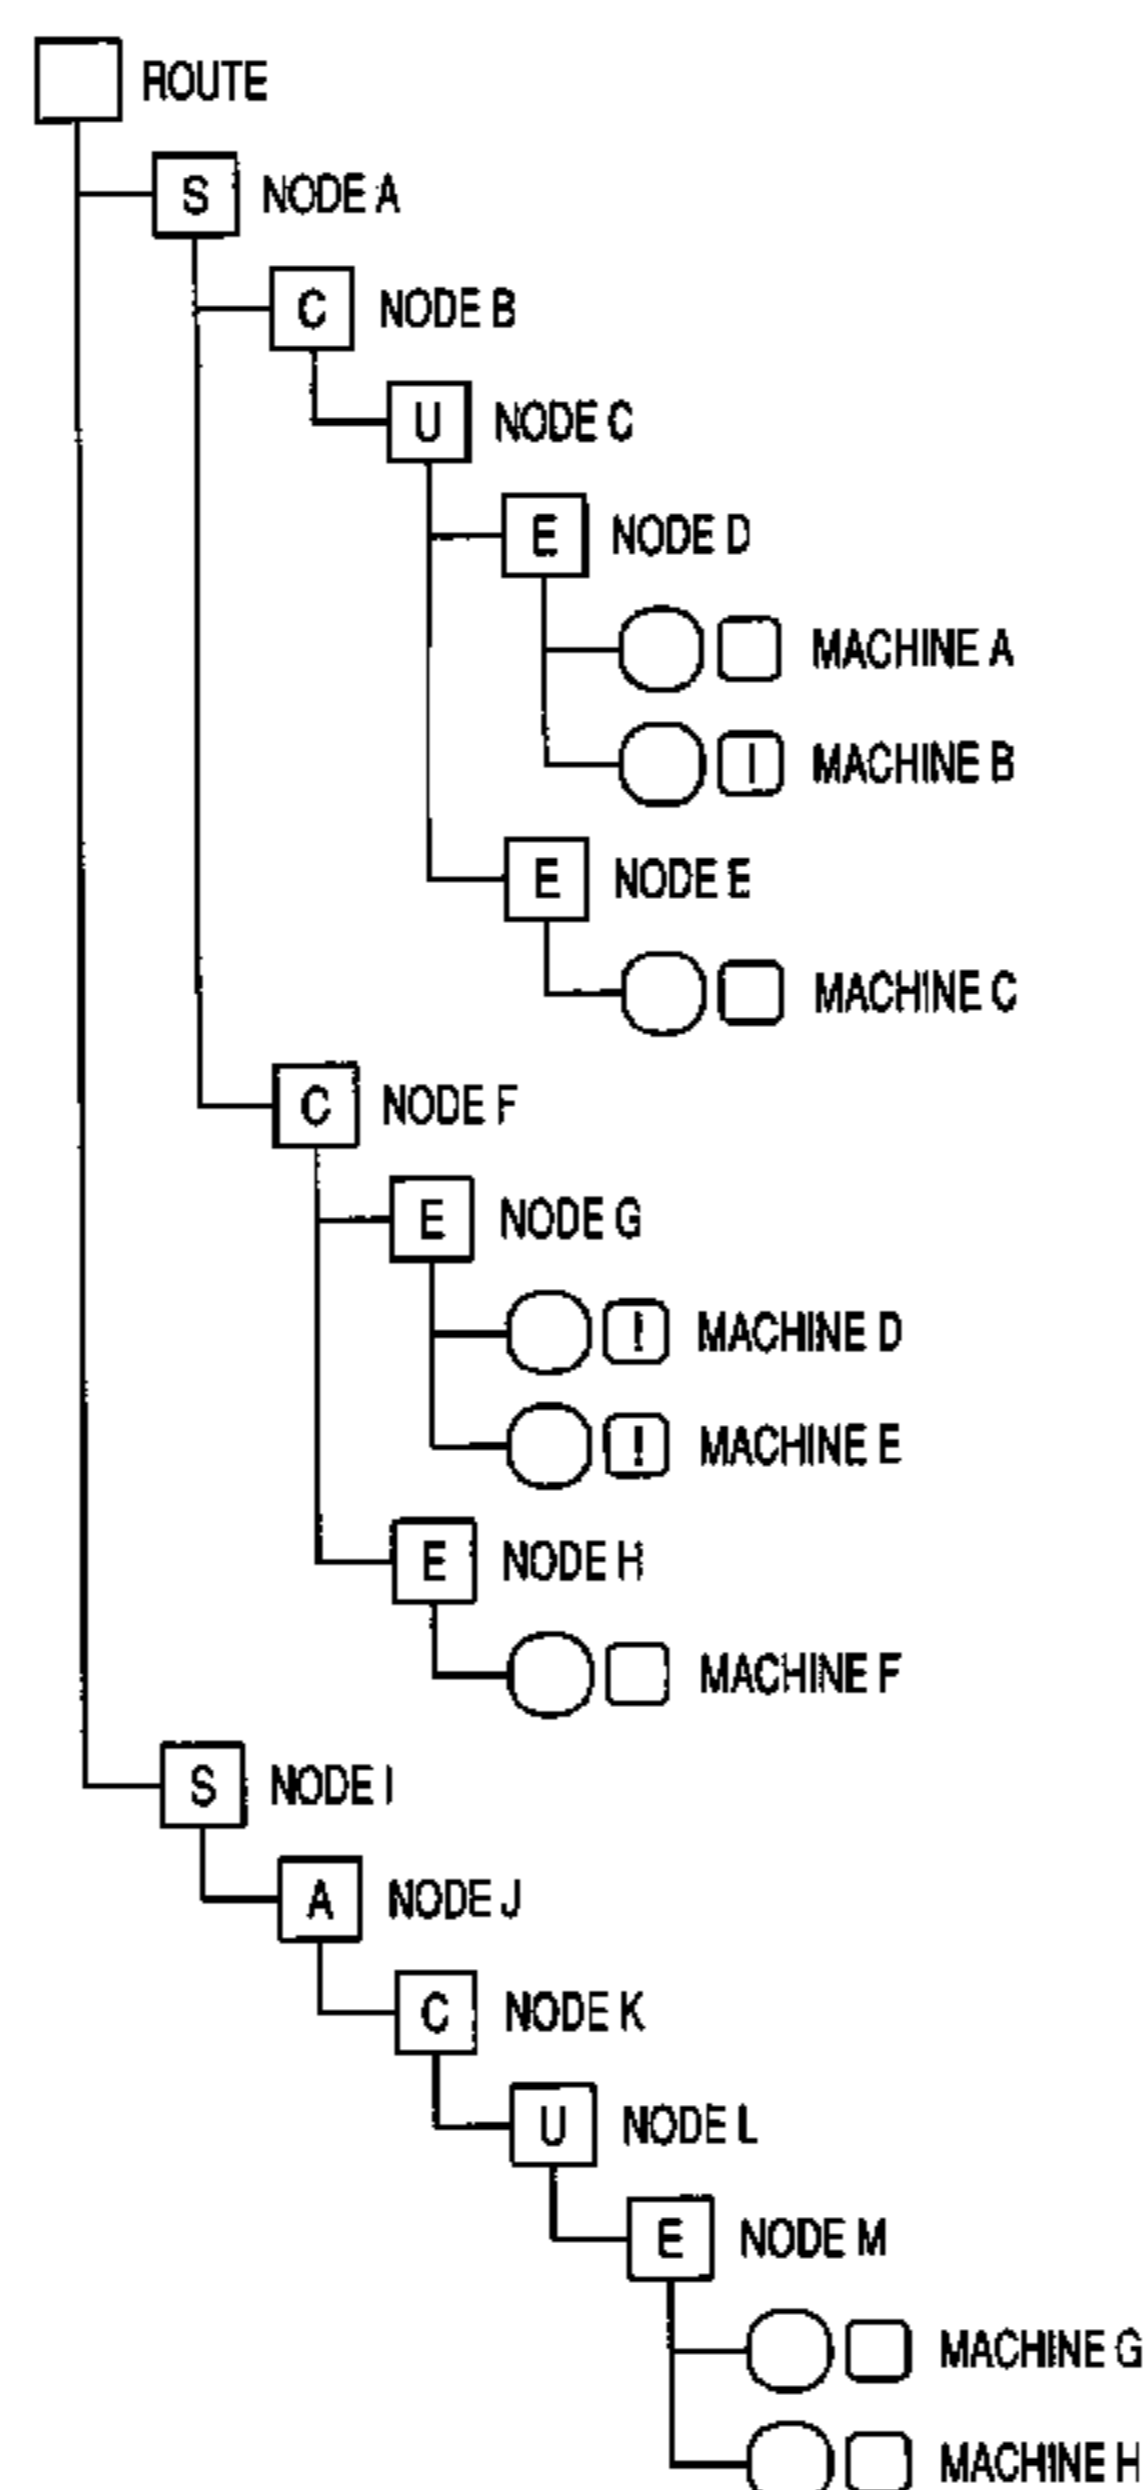 ROUTE
S NODE A
C NODE B
U NODE C
E NODE D
MACHINE A
| MACHINE B
E NODE E
MACHINE C
C NODE F
E NODE G
! MACHINE D
! MACHINE E
E NODE H
MACHINE F
S NODE I
A NODE J
C NODE K
U NODE L
E NODE M
MACHINE G
MACHINE H